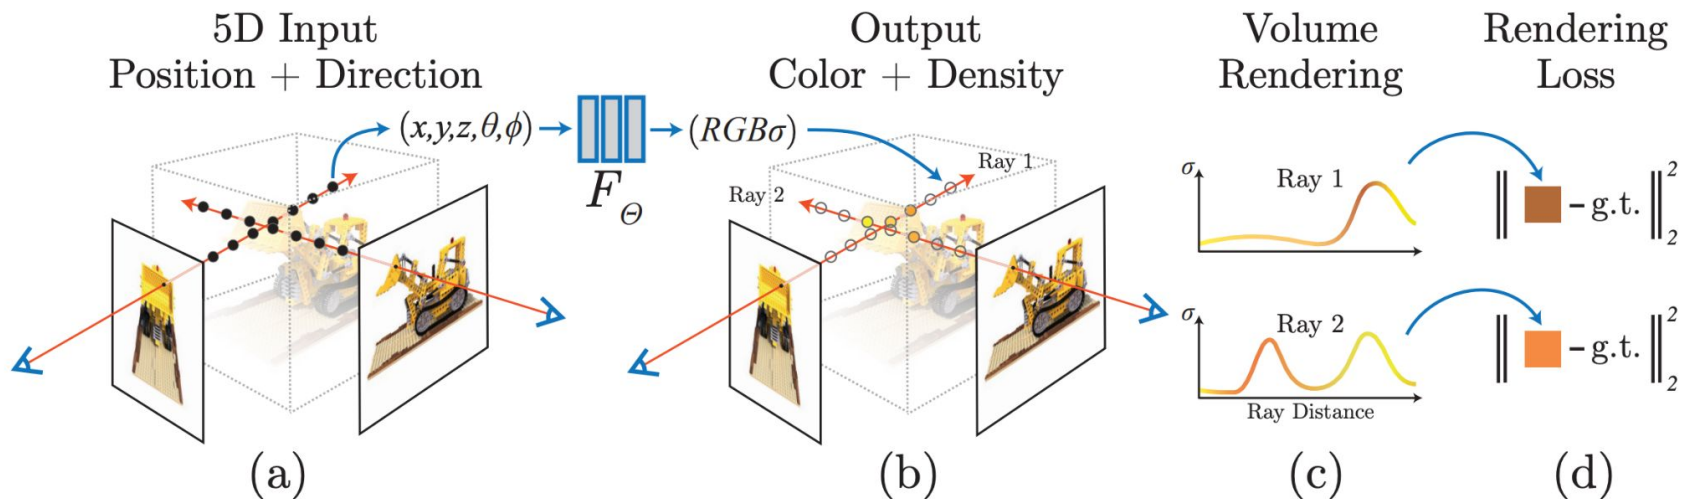 5D Input
Position + Direction
Output
Color + Density
Volume
Rendering
Rendering
Loss
(x,y,z,θ,ϕ)
F_Θ
(RGBσ)
Ray 1
Ray 2
σ
Ray 1
‖ – g.t. ‖²₂
σ
Ray 2
Ray Distance
‖ – g.t. ‖²₂
(a)
(b)
(c)
(d)